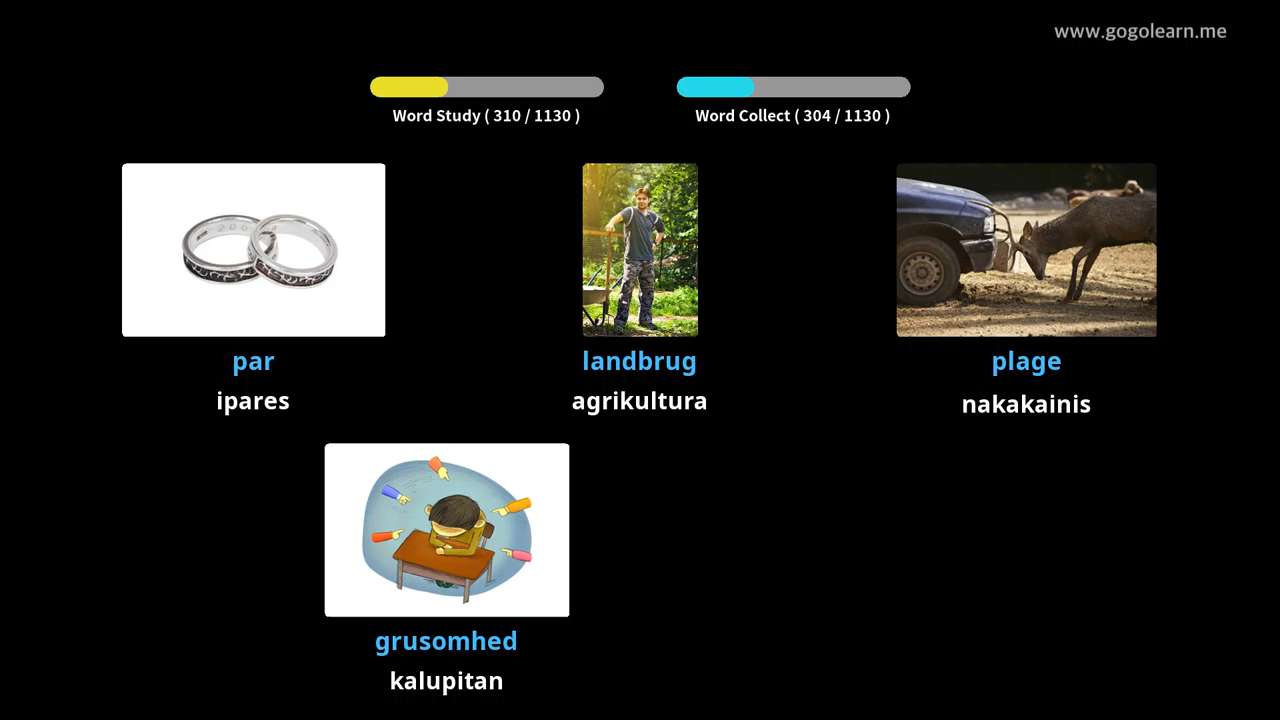 www.gogolearn.me
Word Study ( 310 / 1130 )
Word Collect ( 304 / 1130 )
par
ipares
landbrug
agrikultura
plage
nakakainis
grusomhed
kalupitan